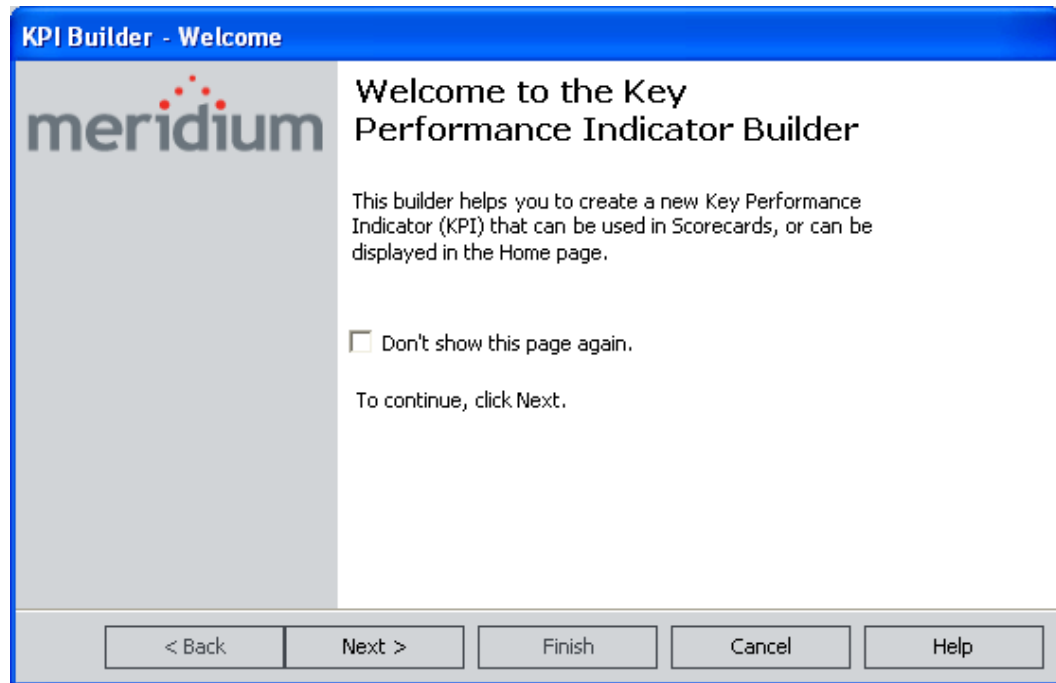 KPI Builder - Welcome
meridium
Welcome to the Key
Performance Indicator Builder
This builder helps you to create a new Key Performance
Indicator (KPI) that can be used in Scorecards, or can be
displayed in the Home page.
Don't show this page again.
To continue, click Next.
< Back
Next >
Finish
Cancel
Help